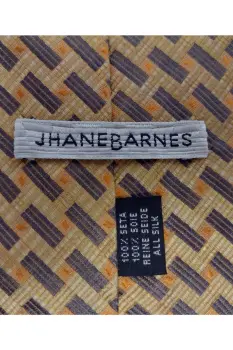 JHANEBARNES
100% SETA
100% SOIE
REINE SEIDE
ALL SILK